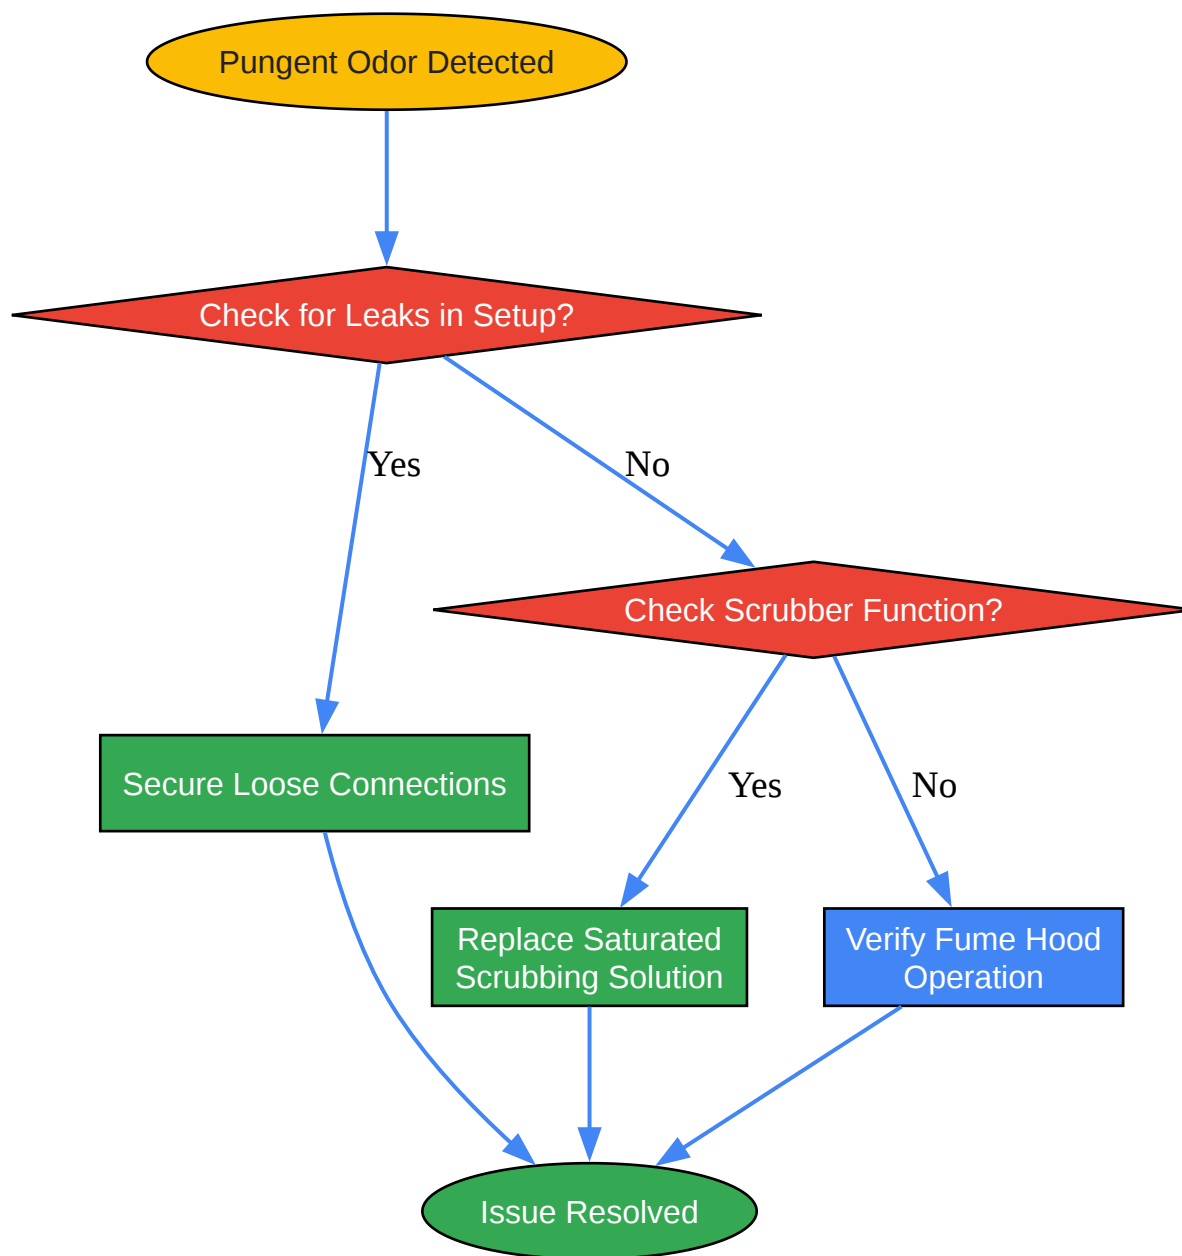 Pungent Odor Detected
Check for Leaks in Setup?
Yes
No
Check Scrubber Function?
Secure Loose Connections
Yes
No
Replace Saturated
Scrubbing Solution
Verify Fume Hood
Operation
Issue Resolved